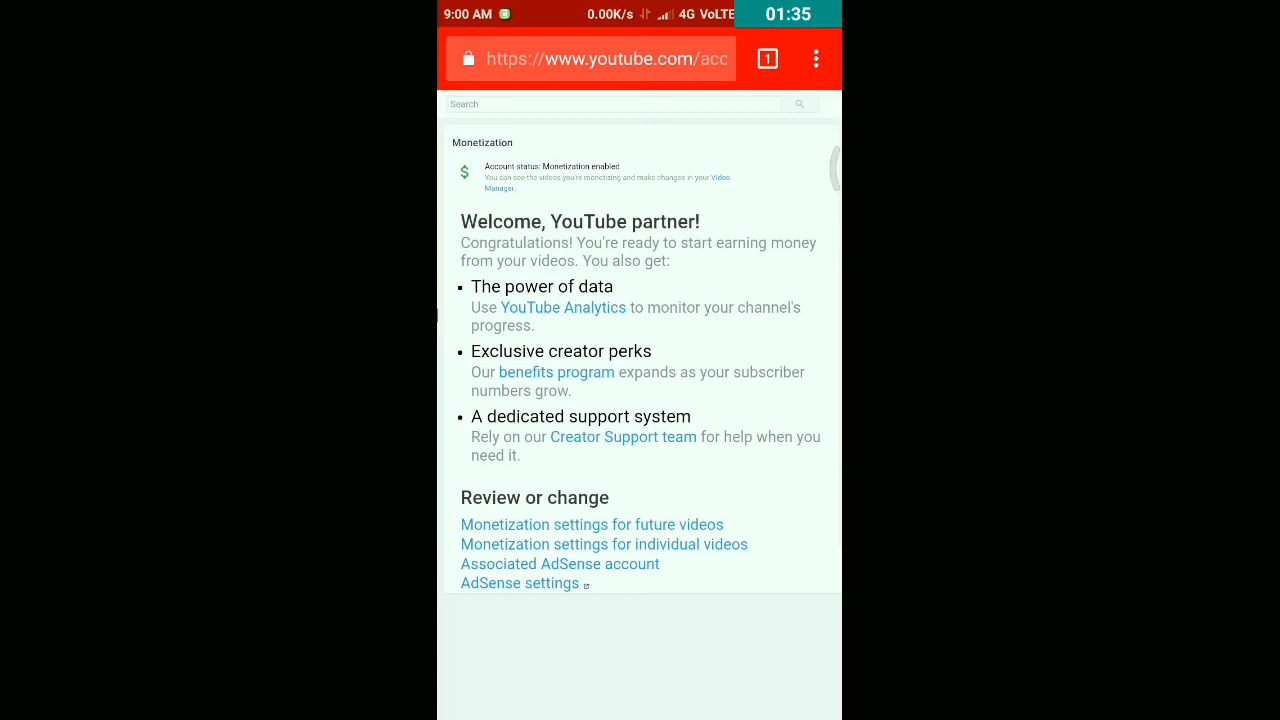 9:00 AM 0.00K/s 4G VoLTE 01:35
https://www.youtube.com/acc 1
Search
Monetization
Account status: Monetization enabled
You can see the videos you're monetizing and make changes in your Video
Manager.
Welcome, YouTube partner!
Congratulations! You're ready to start earning money
from your videos. You also get:
• The power of data
Use YouTube Analytics to monitor your channel's
progress.
• Exclusive creator perks
Our benefits program expands as your subscriber
numbers grow.
• A dedicated support system
Rely on our Creator Support team for help when you
need it.
Review or change
Monetization settings for future videos
Monetization settings for individual videos
Associated AdSense account
AdSense settings